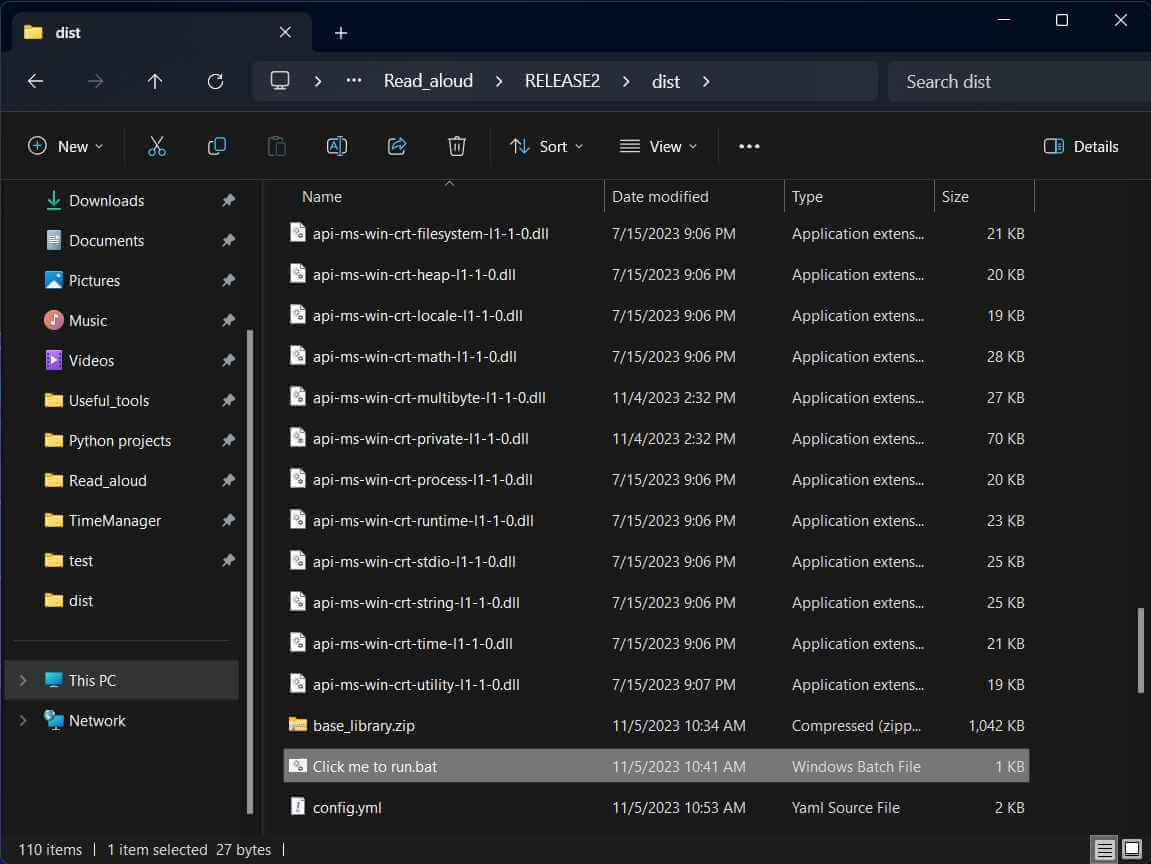 dist
Read_aloud RELEASE2 dist Search dist
New Sort View Details
Downloads
Documents
Pictures
Music
Videos
Useful_tools
Python projects
Read_aloud
TimeManager
test
dist
This PC
Network
Name Date modified Type Size
api-ms-win-crt-filesystem-l1-1-0.dll 7/15/2023 9:06 PM Application extens... 21 KB
api-ms-win-crt-heap-l1-1-0.dll 7/15/2023 9:06 PM Application extens... 20 KB
api-ms-win-crt-locale-l1-1-0.dll 7/15/2023 9:06 PM Application extens... 19 KB
api-ms-win-crt-math-l1-1-0.dll 7/15/2023 9:06 PM Application extens... 28 KB
api-ms-win-crt-multibyte-l1-1-0.dll 11/4/2023 2:32 PM Application extens... 27 KB
api-ms-win-crt-private-l1-1-0.dll 11/4/2023 2:32 PM Application extens... 70 KB
api-ms-win-crt-process-l1-1-0.dll 7/15/2023 9:06 PM Application extens... 20 KB
api-ms-win-crt-runtime-l1-1-0.dll 7/15/2023 9:06 PM Application extens... 23 KB
api-ms-win-crt-stdio-l1-1-0.dll 7/15/2023 9:06 PM Application extens... 25 KB
api-ms-win-crt-string-l1-1-0.dll 7/15/2023 9:06 PM Application extens... 25 KB
api-ms-win-crt-time-l1-1-0.dll 7/15/2023 9:06 PM Application extens... 21 KB
api-ms-win-crt-utility-l1-1-0.dll 7/15/2023 9:07 PM Application extens... 19 KB
base_library.zip 11/5/2023 10:34 AM Compressed (zipp... 1,042 KB
Click me to run.bat 11/5/2023 10:41 AM Windows Batch File 1 KB
config.yml 11/5/2023 10:53 AM Yaml Source File 2 KB
110 items 1 item selected 27 bytes